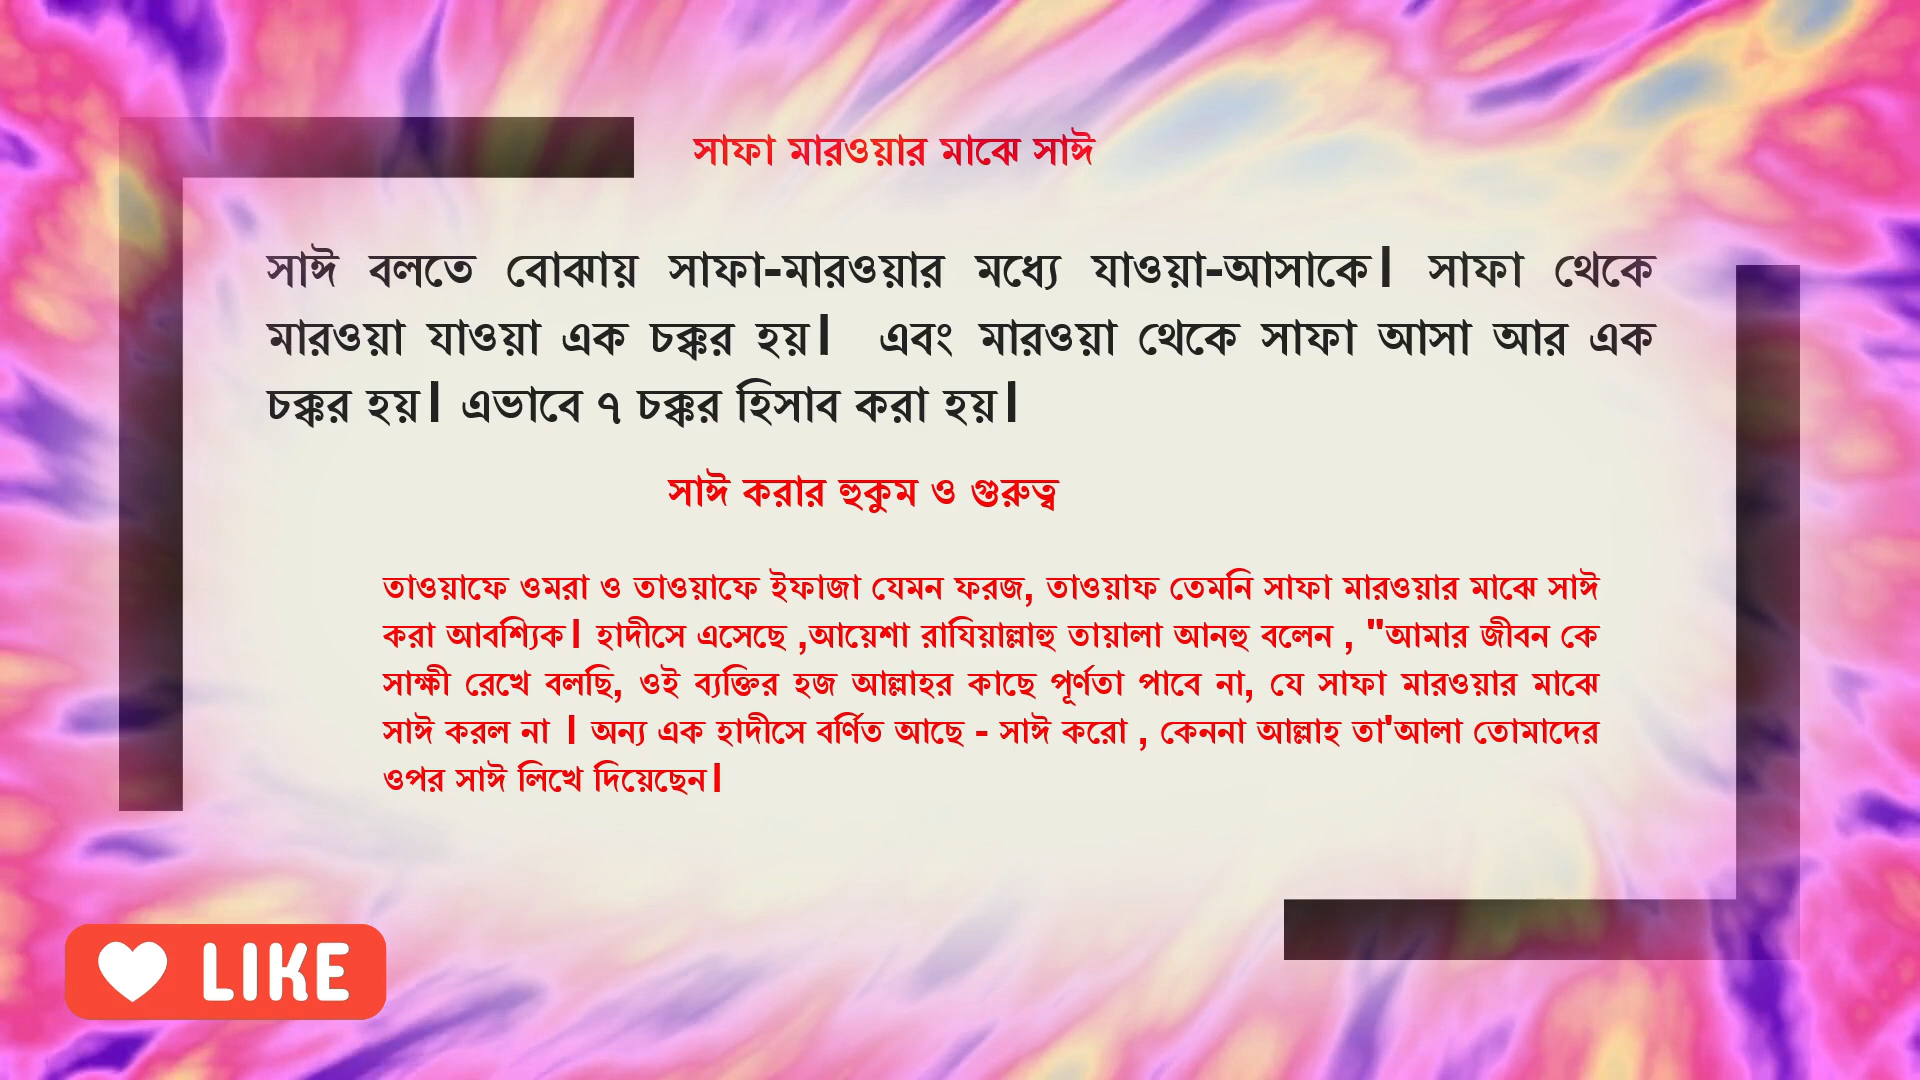 সাফা মারওয়ার মাঝে সাঈ
সাঈ বলতে বোঝায় সাফা-মারওয়ার মধ্যে যাওয়া-আসাকে। সাফা থেকে
মারওয়া যাওয়া এক চক্কর হয়। এবং মারওয়া থেকে সাফা আসা আর এক
চক্কর হয়। এভাবে ৭ চক্কর হিসাব করা হয়।
সাঈ করার হুকুম ও গুরুত্ব
তাওয়াফে ওমরা ও তাওয়াফে ইফাজা যেমন ফরজ, তাওয়াফ তেমনি সাফা মারওয়ার মাঝে সাঈ
করা আবশ্যিক। হাদীসে এসেছে ,আয়েশা রাযিয়াল্লাহু তায়ালা আনহু বলেন , "আমার জীবন কে
সাক্ষী রেখে বলছি, ওই ব্যক্তির হজ আল্লাহর কাছে পূর্ণতা পাবে না, যে সাফা মারওয়ার মাঝে
সাঈ করল না । অন্য এক হাদীসে বর্ণিত আছে - সাঈ করো , কেননা আল্লাহ তা'আলা তোমাদের
ওপর সাঈ লিখে দিয়েছেন।
LIKE